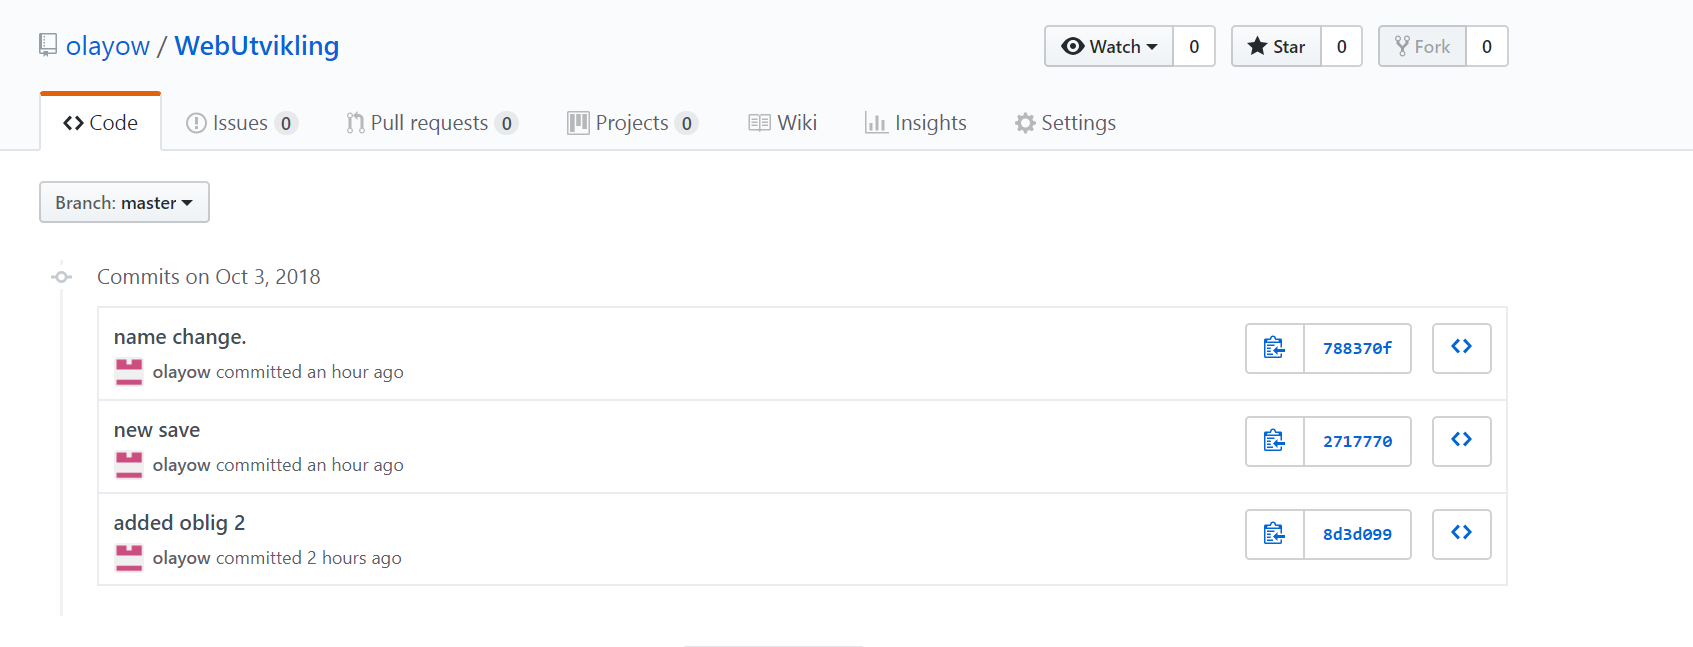 olayow / WebUtvikling
Watch 0 Star 0 Fork 0
Code Issues 0 Pull requests 0 Projects 0 Wiki Insights Settings
Branch: master
Commits on Oct 3, 2018
name change.
olayow committed an hour ago
788370f
new save
olayow committed an hour ago
2717770
added oblig 2
olayow committed 2 hours ago
8d3d099